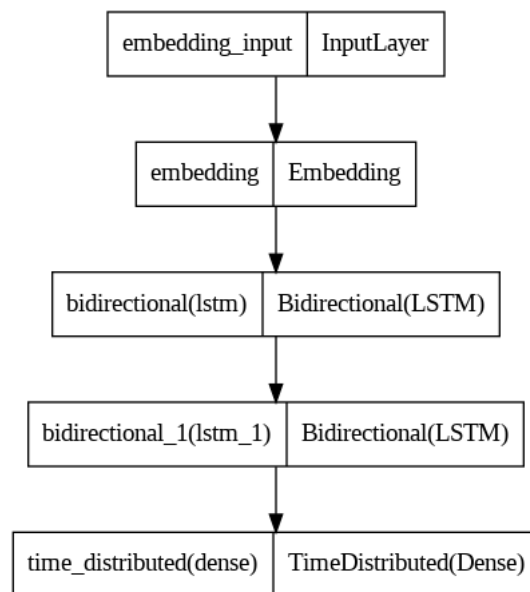 embedding_input InputLayer
embedding Embedding
bidirectional(lstm) Bidirectional(LSTM)
bidirectional_1(lstm_1) Bidirectional(LSTM)
time_distributed(dense) TimeDistributed(Dense)